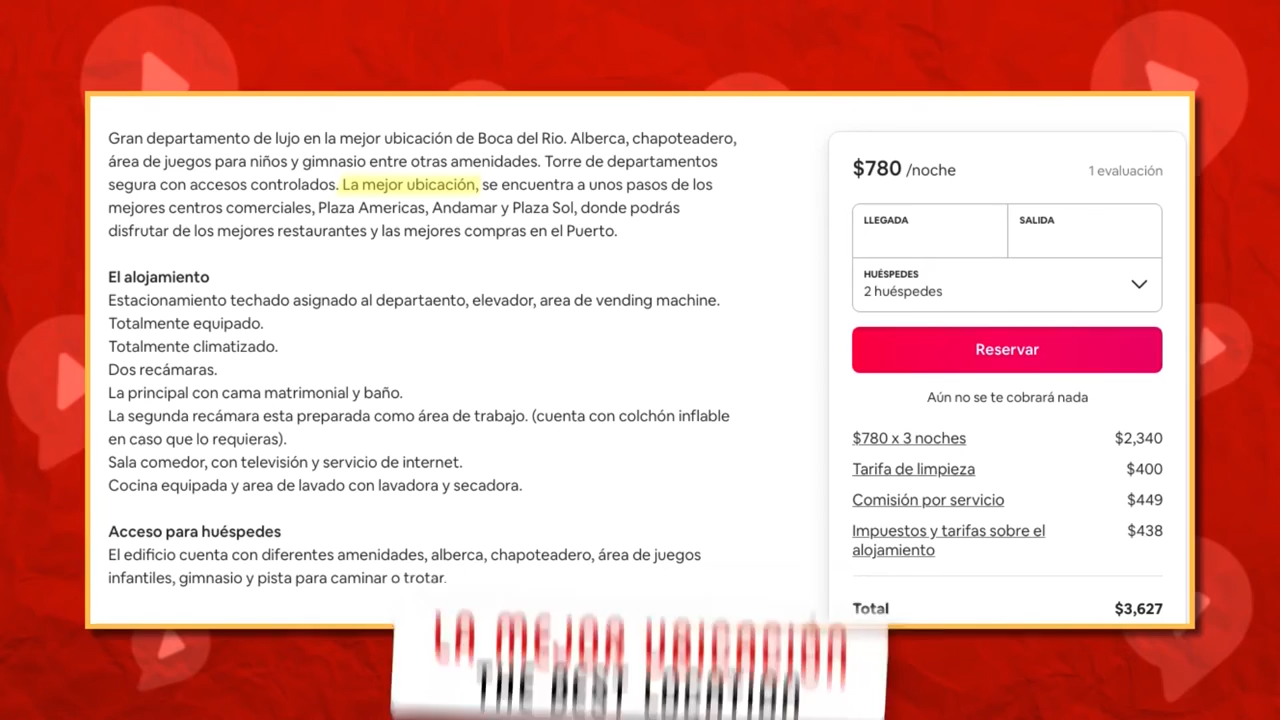 Gran departamento de lujo en la mejor ubicación de Boca del Rio. Alberca, chapoteadero,
área de juegos para niños y gimnasio entre otras amenidades. Torre de departamentos
segura con accesos controlados. La mejor ubicación, se encuentra a unos pasos de los
mejores centros comerciales, Plaza Americas, Andamar y Plaza Sol, donde podrás
disfrutar de los mejores restaurantes y las mejores compras en el Puerto.
El alojamiento
Estacionamiento techado asignado al departaento, elevador, area de vending machine.
Totalmente equipado.
Totalmente climatizado.
Dos recámaras.
La principal con cama matrimonial y baño.
La segunda recámara esta preparada como área de trabajo. (cuenta con colchón inflable
en caso que lo requieras).
Sala comedor, con televisión y servicio de internet.
Cocina equipada y area de lavado con lavadora y secadora.
Acceso para huéspedes
El edificio cuenta con diferentes amenidades, alberca, chapoteadero, área de juegos
infantiles, gimnasio y pista para caminar o trotar.
$780 /noche
1 evaluación
LLEGADA
SALIDA
HUÉSPEDES
2 huéspedes
Reservar
Aún no se te cobrará nada
$780 x 3 noches $2,340
Tarifa de limpieza $400
Comisión por servicio $449
Impuestos y tarifas sobre el $438
alojamiento
Total $3,627
LA MEJOR UBICACIÓN
THE BEST LOCATION